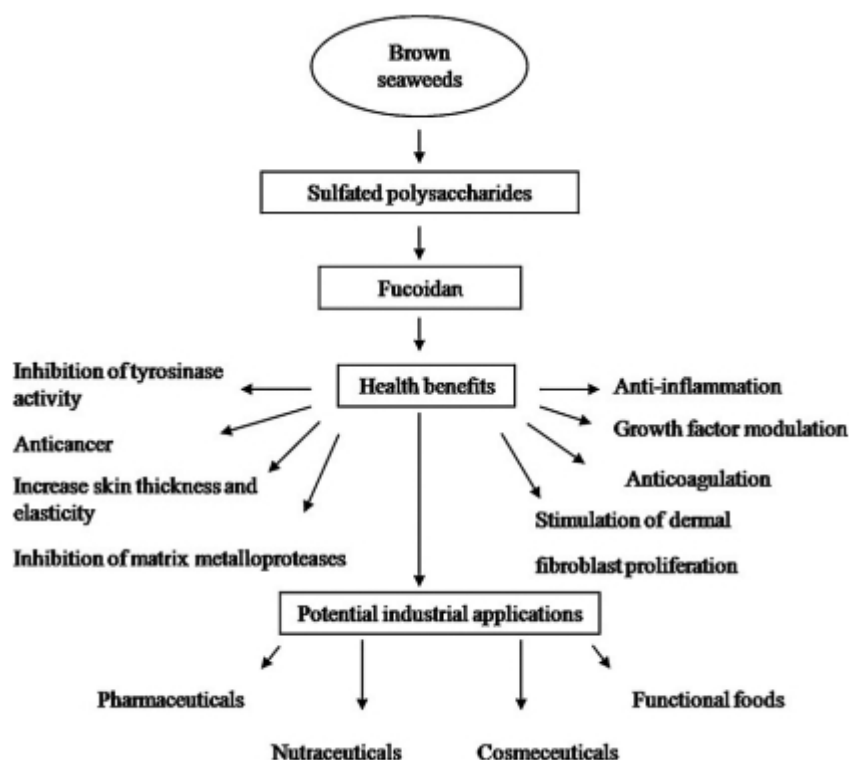 Brown
seaweeds
Sulfated polysaccharides
Fucoidan
Health benefits
Inhibition of tyrosinase
activity
Anticancer
Increase skin thickness and
elasticity
Inhibition of matrix metalloproteases
Anti-inflammation
Growth factor modulation
Anticoagulation
Stimulation of dermal
fibroblast proliferation
Potential industrial applications
Pharmaceuticals
Nutraceuticals
Cosmeceuticals
Functional foods